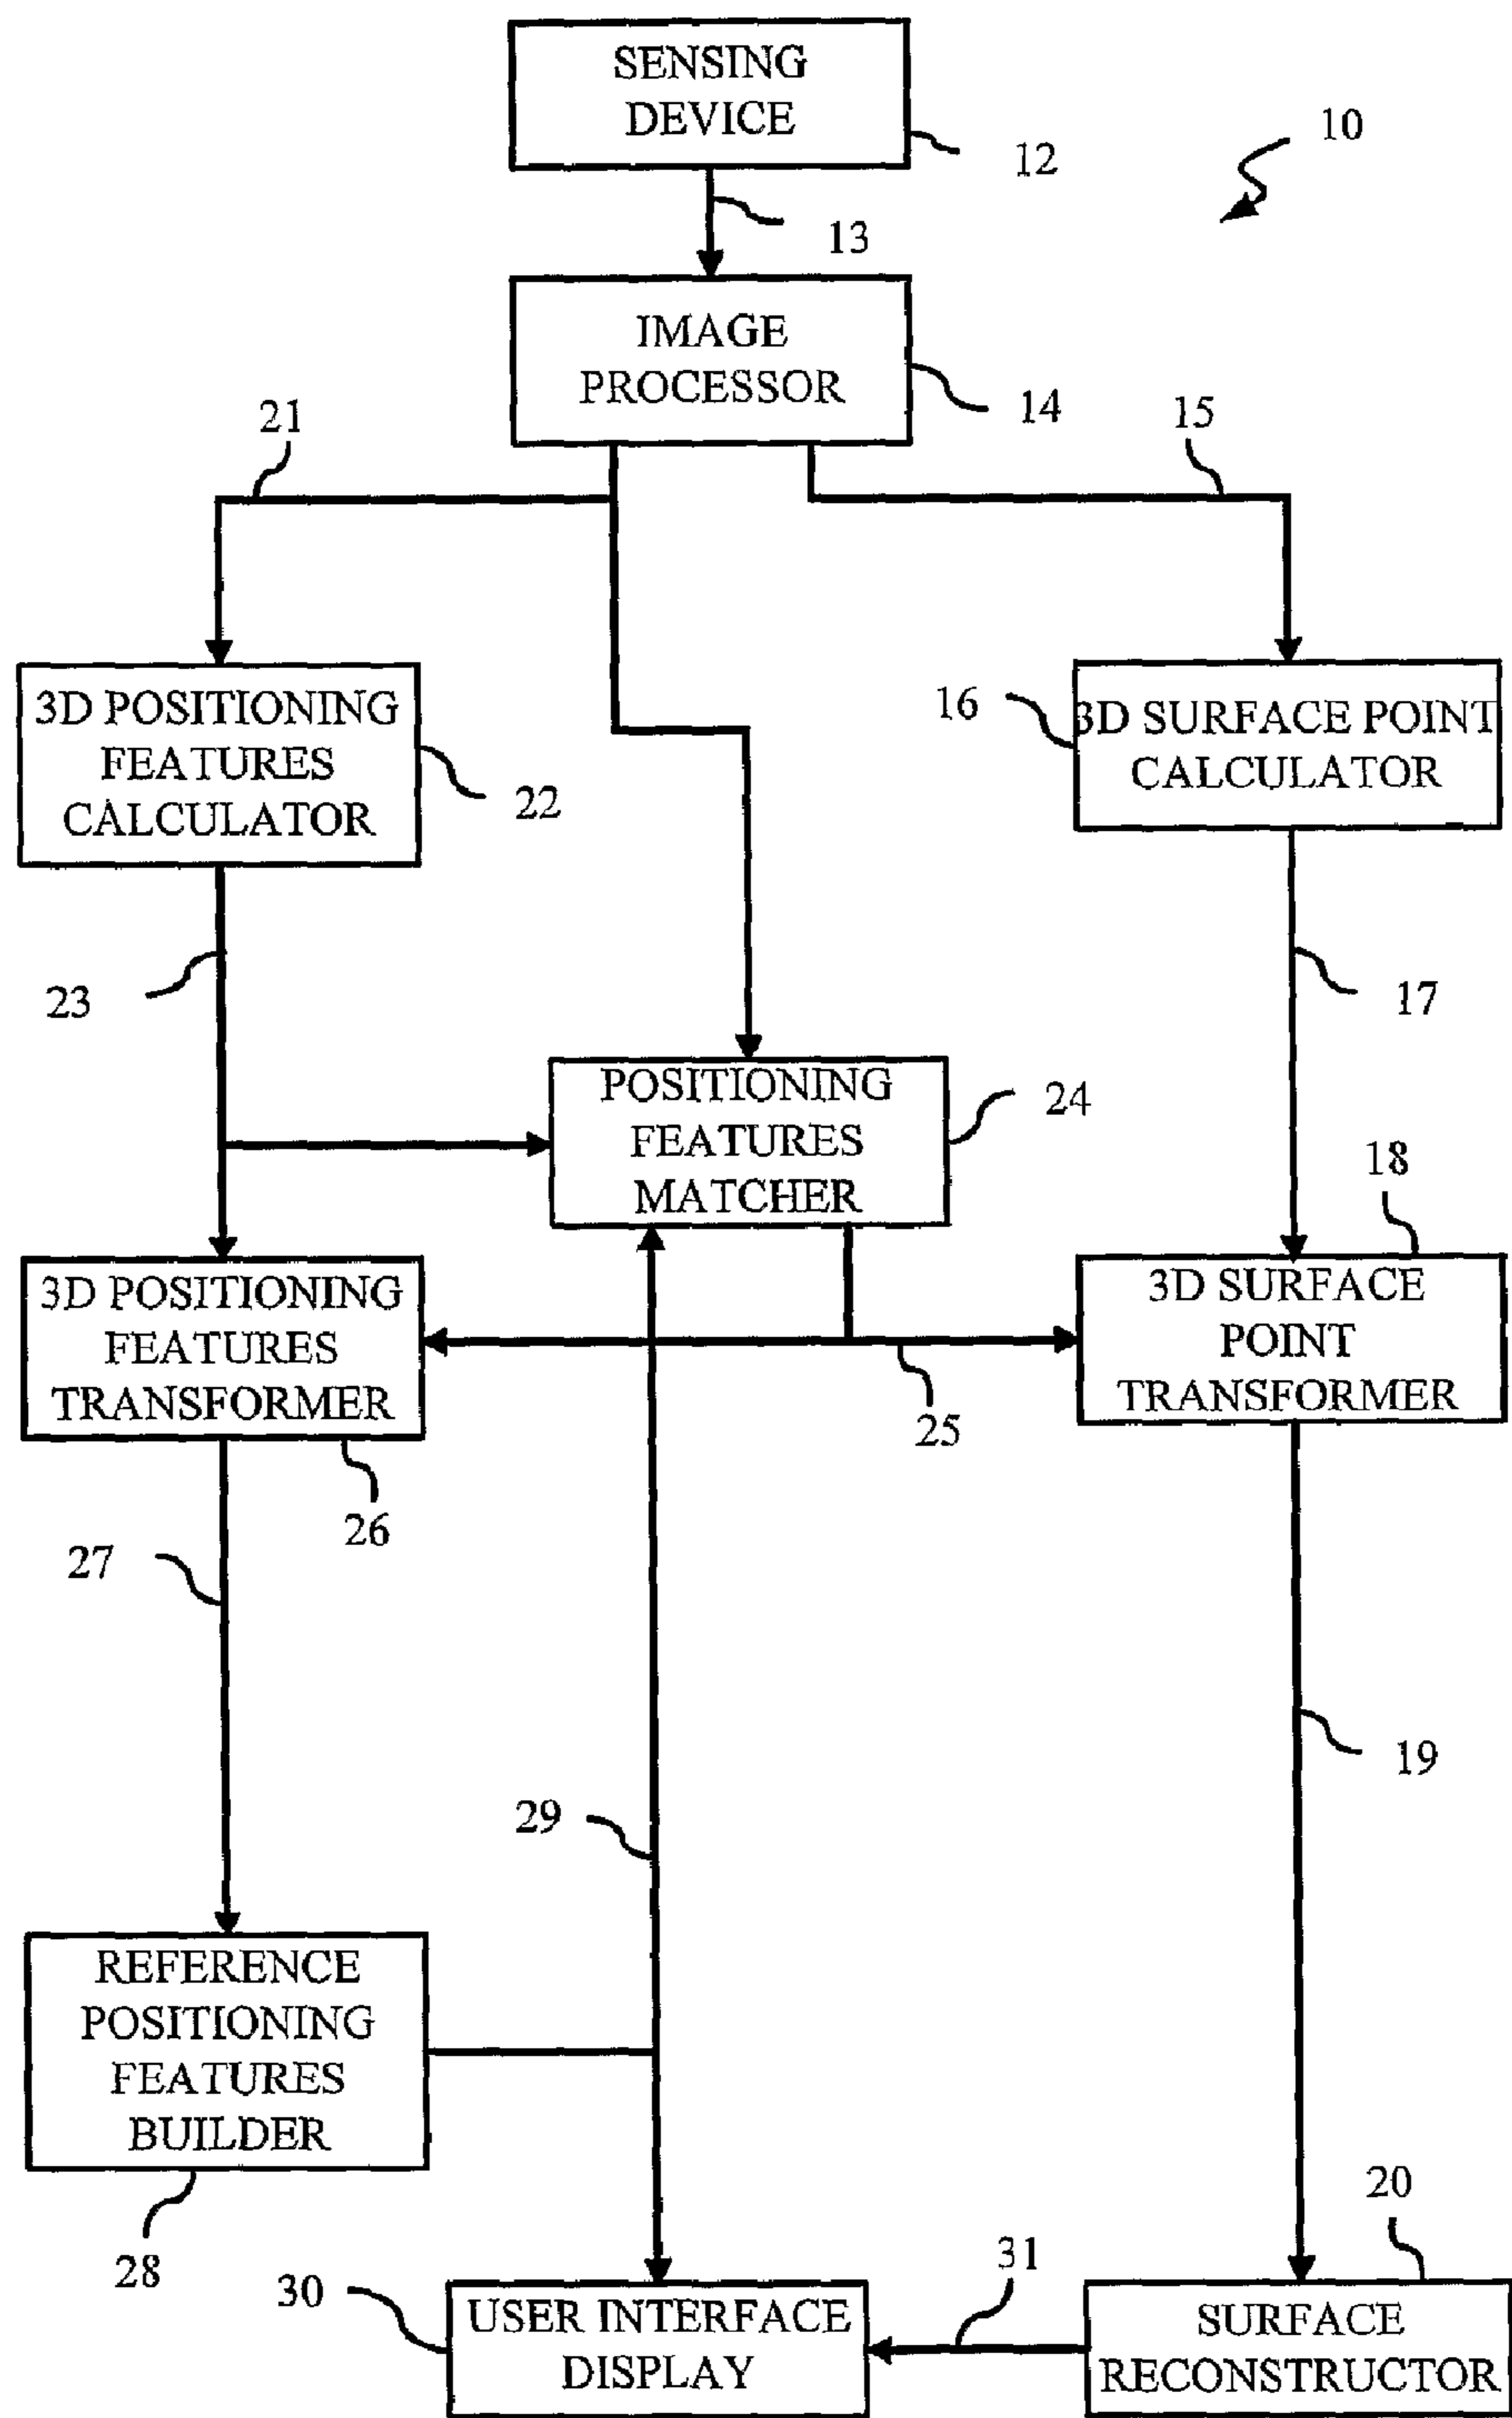 SENSING
DEVICE
12
10
13
IMAGE
PROCESSOR
14
21
15
3D POSITIONING
FEATURES
CALCULATOR
22
16
3D SURFACE POINT
CALCULATOR
23
17
POSITIONING
FEATURES
MATCHER
24
18
3D POSITIONING
FEATURES
TRANSFORMER
26
3D SURFACE
POINT
TRANSFORMER
25
27
19
29
REFERENCE
POSITIONING
FEATURES
BUILDER
28
20
31
30
USER INTERFACE
DISPLAY
SURFACE
RECONSTRUCTOR